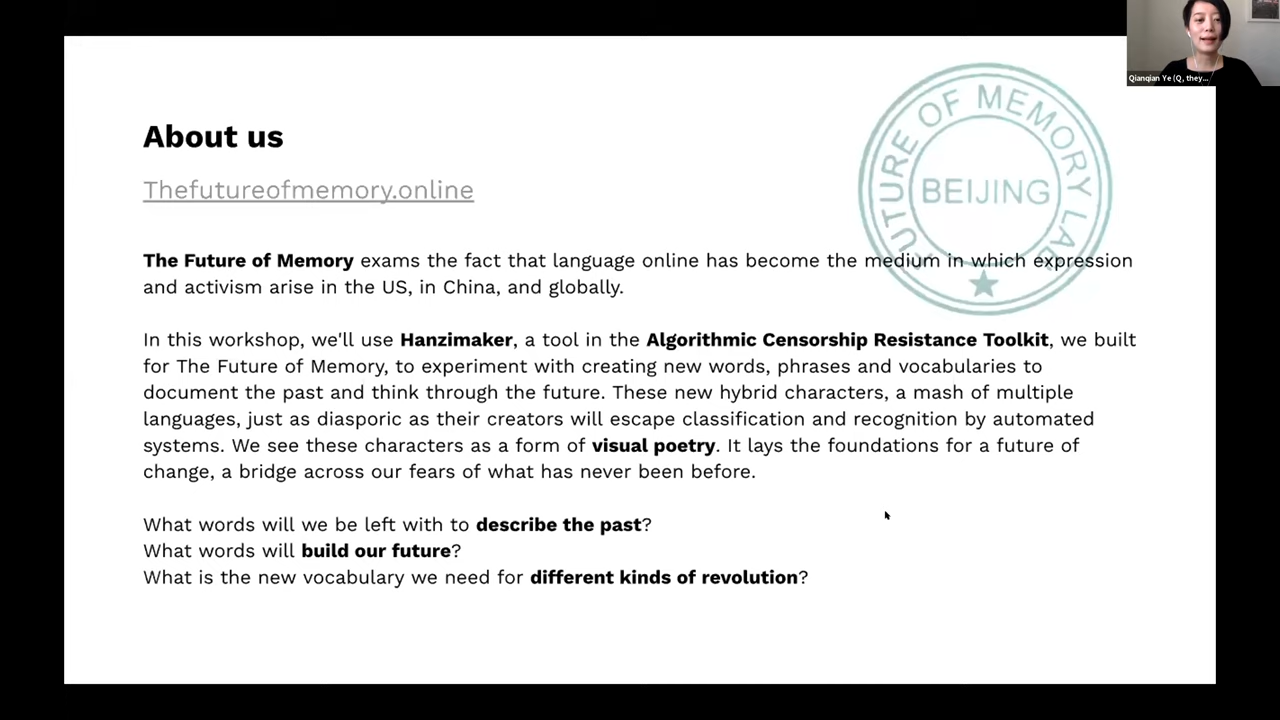 About us
Thefutureofmemory.online
FUTURE OF MEMORY LAB
BEIJING
The Future of Memory exams the fact that language online has become the medium in which expression
and activism arise in the US, in China, and globally.
In this workshop, we'll use Hanzimaker, a tool in the Algorithmic Censorship Resistance Toolkit, we built
for The Future of Memory, to experiment with creating new words, phrases and vocabularies to
document the past and think through the future. These new hybrid characters, a mash of multiple
languages, just as diasporic as their creators will escape classification and recognition by automated
systems. We see these characters as a form of visual poetry. It lays the foundations for a future of
change, a bridge across our fears of what has never been before.
What words will we be left with to describe the past?
What words will build our future?
What is the new vocabulary we need for different kinds of revolution?
Qianqian Ye (Q, they...